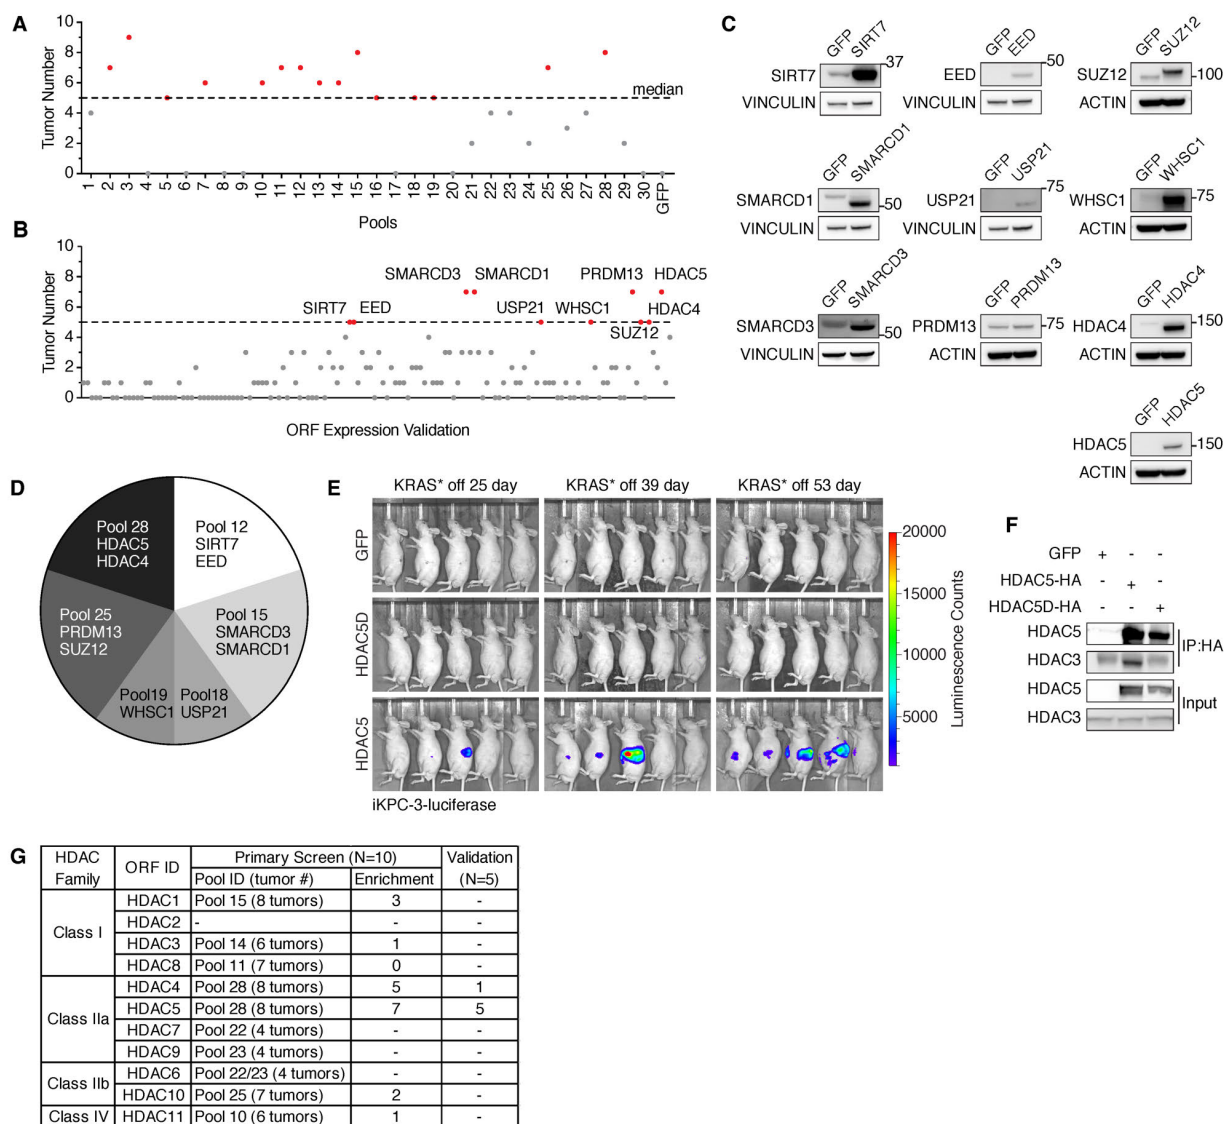 A
Tumor Number
10
8
6
4
2
0
median
1 2 3 4 5 6 7 8 9 10 11 12 13 14 15 16 17 18 19 20 21 22 23 24 25 26 27 28 29 30 GFP
Pools
B
Tumor Number
10
8
6
4
2
0
SMARCD3 SMARCD1 PRDM13 HDAC5
SIRT7 EED USP21 WHSC1 HDAC4
SUZ12
ORF Expression Validation
C
GFP SIRT7
SIRT7 37
VINCULIN
GFP EED
EED 50
VINCULIN
GFP SUZ12
SUZ12 100
ACTIN
GFP SMARCD1
SMARCD1 50
VINCULIN
GFP USP21
USP21 75
VINCULIN
GFP WHSC1
WHSC1 75
ACTIN
GFP SMARCD3
SMARCD3 50
VINCULIN
GFP PRDM13
PRDM13 75
ACTIN
GFP HDAC4
HDAC4 150
ACTIN
GFP HDAC5
HDAC5 150
ACTIN
D
Pool 28
HDAC5
HDAC4
Pool 12
SIRT7
EED
Pool 25
PRDM13
SUZ12
Pool 15
SMARCD3
SMARCD1
Pool19
WHSC1
Pool18
USP21
E
KRAS* off 25 day KRAS* off 39 day KRAS* off 53 day
GFP
HDAC5D
HDAC5
iKPC-3-luciferase
20000
15000
10000
5000
Luminescence Counts
F
GFP + - -
HDAC5-HA - + -
HDAC5D-HA - - +
HDAC5
HDAC3
IP:HA
HDAC5
HDAC3
Input
G
HDAC Family ORF ID Primary Screen (N=10) Validation (N=5)
Pool ID (tumor #) Enrichment
Class I
HDAC1 Pool 15 (8 tumors) 3 -
HDAC2 - - -
HDAC3 Pool 14 (6 tumors) 1 -
HDAC8 Pool 11 (7 tumors) 0 -
Class IIa
HDAC4 Pool 28 (8 tumors) 5 1
HDAC5 Pool 28 (8 tumors) 7 5
HDAC7 Pool 22 (4 tumors) - -
HDAC9 Pool 23 (4 tumors) - -
Class IIb
HDAC6 Pool 22/23 (4 tumors) - -
HDAC10 Pool 25 (7 tumors) 2 -
Class IV HDAC11 Pool 10 (6 tumors) 1 -